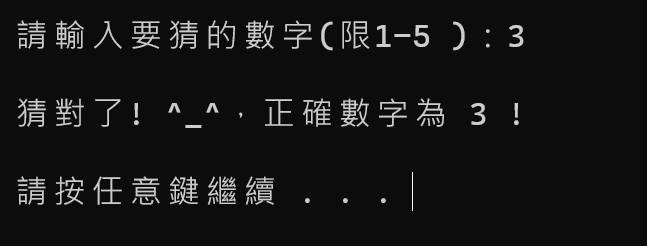 請輸入要猜的數字(限1-5 ):3
猜對了! ^_^,正確數字為 3 !
請按任意鍵繼續 . . .